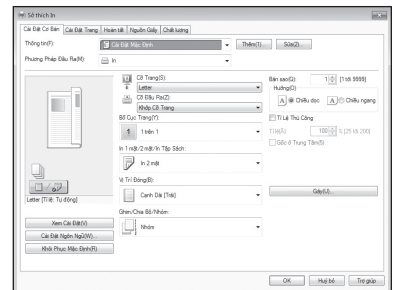 Sở thích In
Cài Đặt Cơ Bản Cài Đặt Trang Hoàn tất Nguồn Giấy Chất lượng
Thông tin(F): Cài Đặt Mặc Định Thêm(1)... Sửa(2)...
Phương Pháp Đầu Ra(M): In
Cỡ Trang(S):
Letter
Cỡ Đầu Ra(Z):
Khớp Cỡ Trang
Bố Cục Trang(Y):
1 1 trên 1
In 1 mặt/2 mặt/In Tập Sách:
In 2 mặt
Vị Trí Đóng(B):
Cạnh Dài [Trái]
Ghim/Chia Bộ/Nhóm:
Nhóm
Bản sao(Q): 1 [1 tới 9999]
Hướng(O)
A Chiều dọc A Chiều ngang
Tỉ Lệ Thủ Công
Tỉ lệ(A): 100 % [25 tới 200]
Gốc ở Trung Tâm(5)
Gáy(U)...
Letter [Tỉ lệ: Tự động]
Xem Cài Đặt(V)
Cài Đặt Ngôn Ngữ(W)...
Khôi Phục Mặc Định(R)
OK Huỷ bỏ Trợ giúp